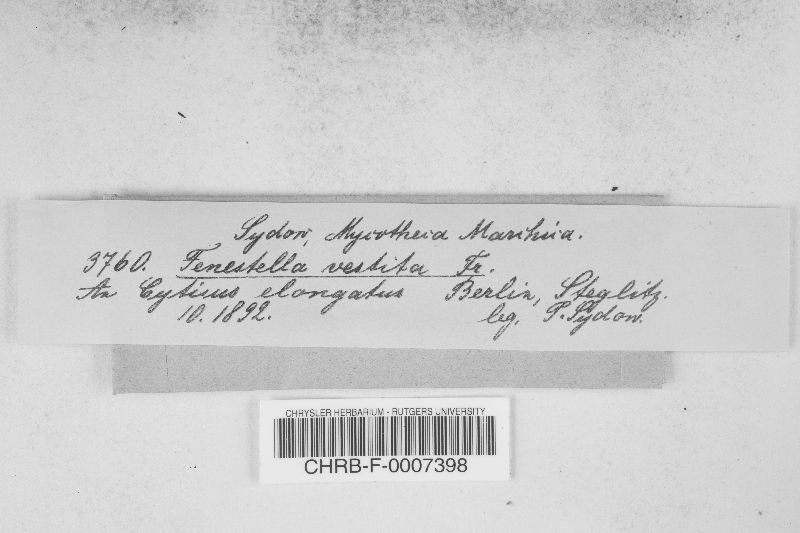 Sydow, Mycotheca Marchica.
3760. Fenestella vestita Fr.
An Cytisus elongatus Berlin, Steglitz.
10.1892. leg. P. Sydow.
CHRYSLER HERBARIUM - RUTGERS UNIVERSITY
CHRB-F-0007398